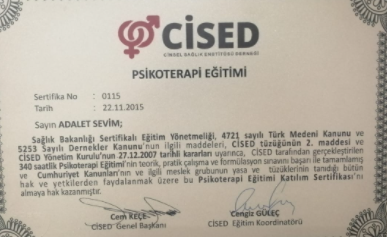 CİSED
CİNSEL SAĞLIK ENSTİTÜSÜ DERNEĞİ
PSİKOTERAPİ EĞİTİMİ
Sertifika No : 0115
Tarih : 22.11.2015
Sayın ADALET SEVİM;
Sağlık Bakanlığı Sertifikalı Eğitim Yönetmeliği, 4721 sayılı Türk Medeni Kanunu ve
5253 Sayılı Dernekler Kanunu'nun ilgili maddeleri, CİSED tüzüğünün 2. maddesi ve
CİSED Yönetim Kurulu'nun 27.12.2007 tarihli kararları uyarınca, CİSED tarafından gerçekleştirilen
340 saatlik Psikoterapi Eğitimi'nin teorik, pratik çalışma ve formülasyon sınavını başarı ile tamamlamış
ve Cumhuriyet Kanunları'nın ve ilgili meslek grubunun yasa ve tüzüklerinin tanıdığı bütün
hak ve yetkilerden faydalanmak üzere bu Psikoterapi Eğitimi Katılım Sertifikası'nı
almaya hak kazanmıştır.
Cem KEÇE Cengiz GÜLEÇ
CİSED Genel Başkanı CİSED Eğitim Koordinatörü